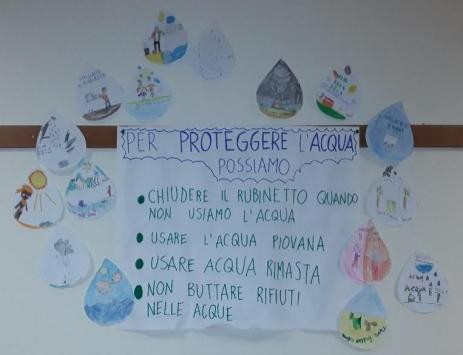 PER PROTEGGERE L'ACQUA
POSSIAMO
• CHIUDERE IL RUBINETTO QUANDO
NON USIAMO L'ACQUA
• USARE L'ACQUA PIOVANA
• USARE ACQUA RIMASTA
• NON BUTTARE RIFIUTI
NELLE ACQUE